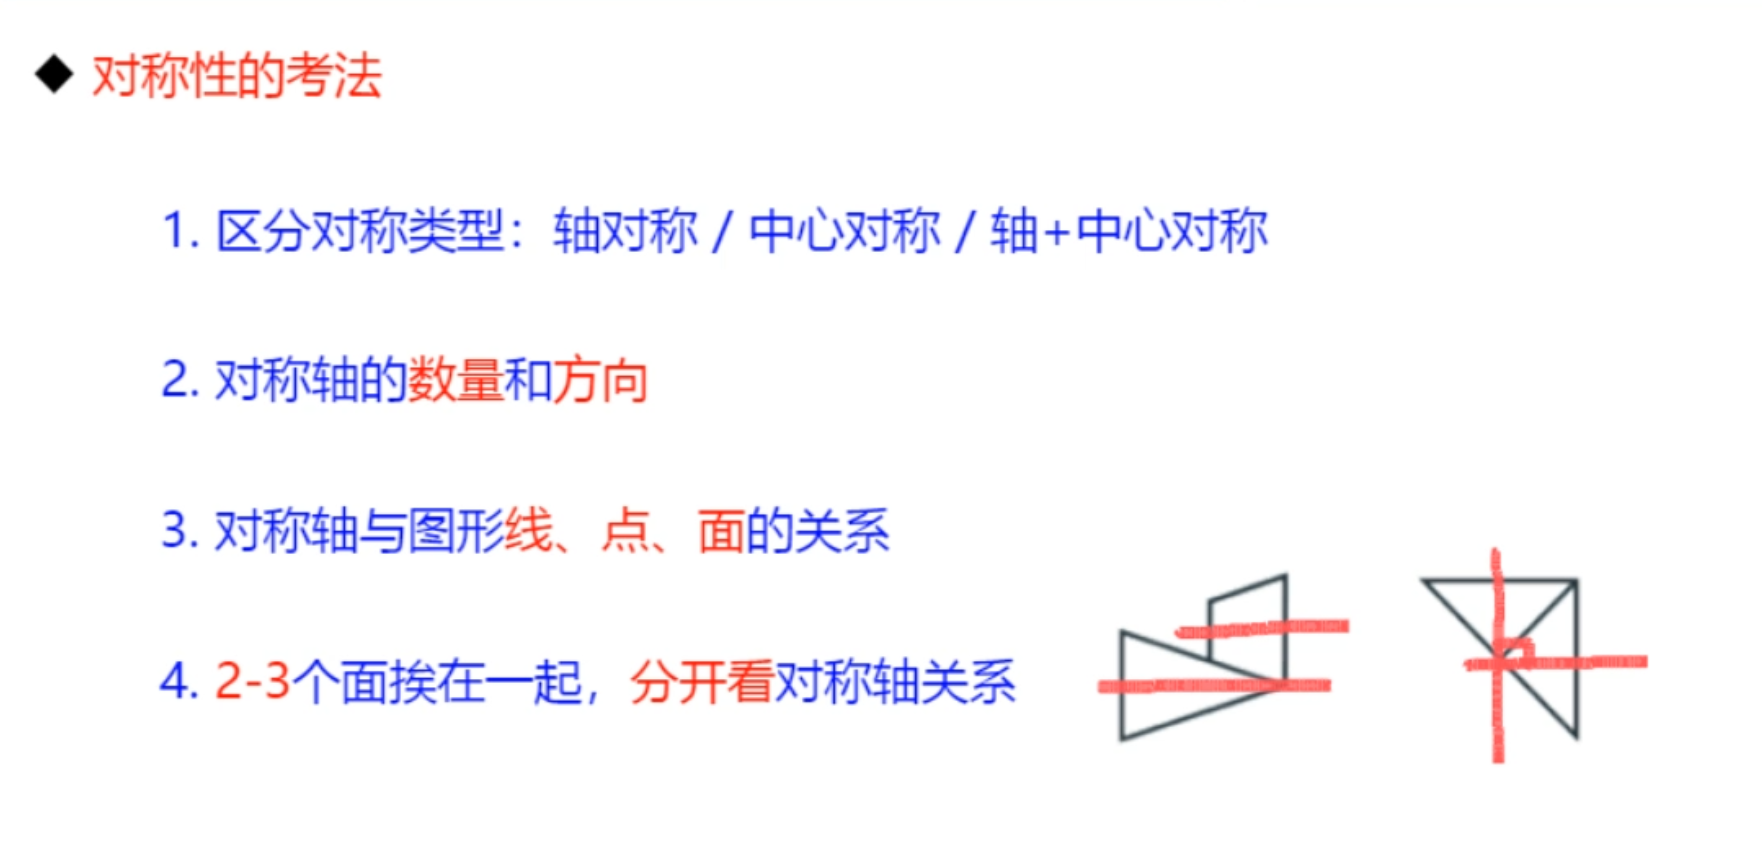 ◆ 对称性的考法
1. 区分对称类型：轴对称 / 中心对称 / 轴+中心对称
2. 对称轴的数量和方向
3. 对称轴与图形线、点、面的关系
4. 2-3个面挨在一起，分开看对称轴关系